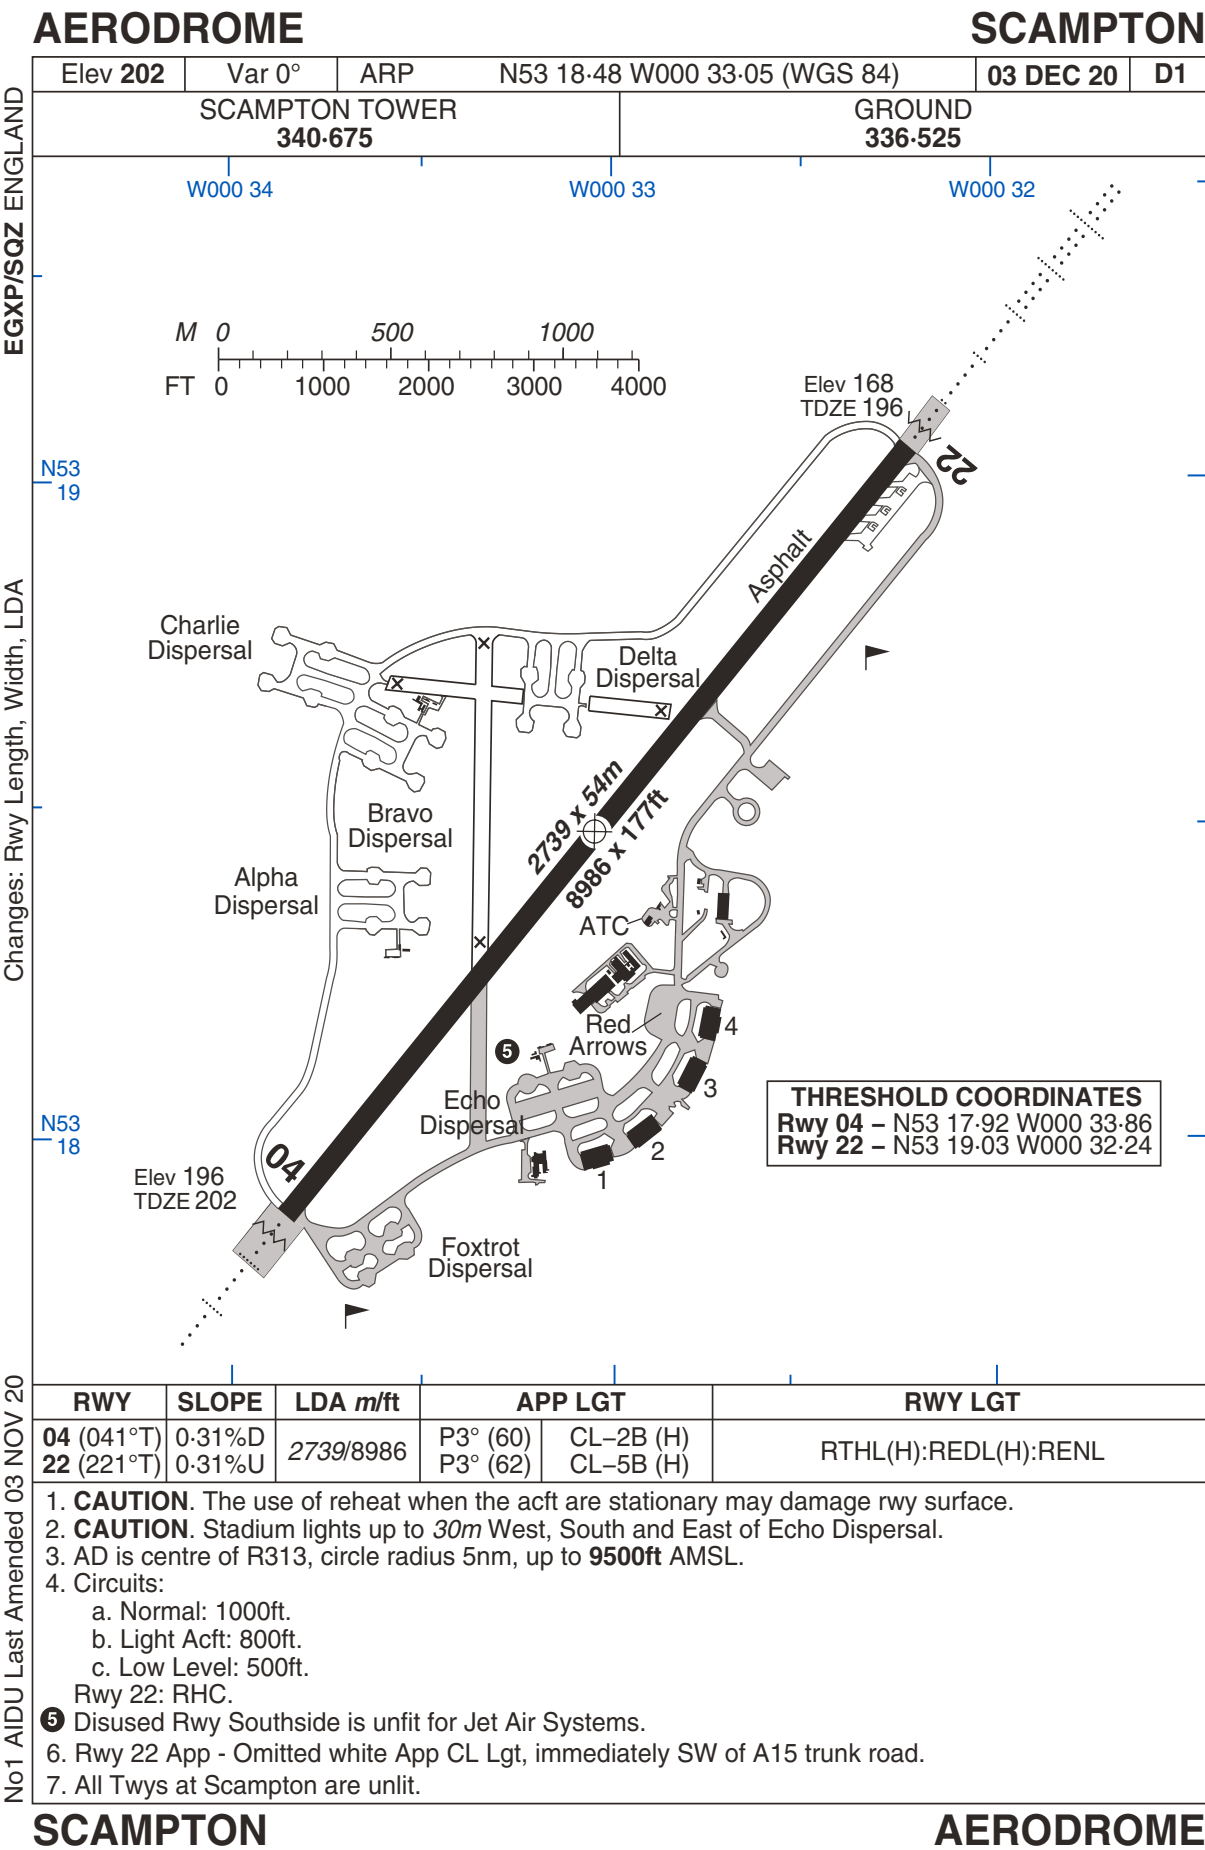 AERODROME SCAMPTON
Elev 202 Var 0° ARP N53 18·48 W000 33·05 (WGS 84) 03 DEC 20 D1
SCAMPTON TOWER GROUND
340·675 336·525
EGXP/SQZ ENGLAND
Changes: Rwy Length, Width, LDA
No1 AIDU Last Amended 03 NOV 20
W000 34 W000 33 W000 32
M 0 500 1000
FT 0 1000 2000 3000 4000
Elev 168
TDZE 196
22
N53
19
Asphalt
Charlie
Dispersal
Delta
Dispersal
2739 x 54m
8986 x 177ft
Bravo
Dispersal
Alpha
Dispersal
ATC
Red
Arrows
4
5
3
Echo
Dispersal
2
1
THRESHOLD COORDINATES
Rwy 04 – N53 17·92 W000 33·86
Rwy 22 – N53 19·03 W000 32·24
N53
18
04
Elev 196
TDZE 202
Foxtrot
Dispersal
RWY SLOPE LDA m/ft APP LGT RWY LGT
04 (041°T) 0·31%D 2739/8986 P3° (60) CL–2B (H) RTHL(H):REDL(H):RENL
22 (221°T) 0·31%U P3° (62) CL–5B (H)
1. CAUTION. The use of reheat when the acft are stationary may damage rwy surface.
2. CAUTION. Stadium lights up to 30m West, South and East of Echo Dispersal.
3. AD is centre of R313, circle radius 5nm, up to 9500ft AMSL.
4. Circuits:
a. Normal: 1000ft.
b. Light Acft: 800ft.
c. Low Level: 500ft.
Rwy 22: RHC.
5 Disused Rwy Southside is unfit for Jet Air Systems.
6. Rwy 22 App - Omitted white App CL Lgt, immediately SW of A15 trunk road.
7. All Twys at Scampton are unlit.
SCAMPTON AERODROME